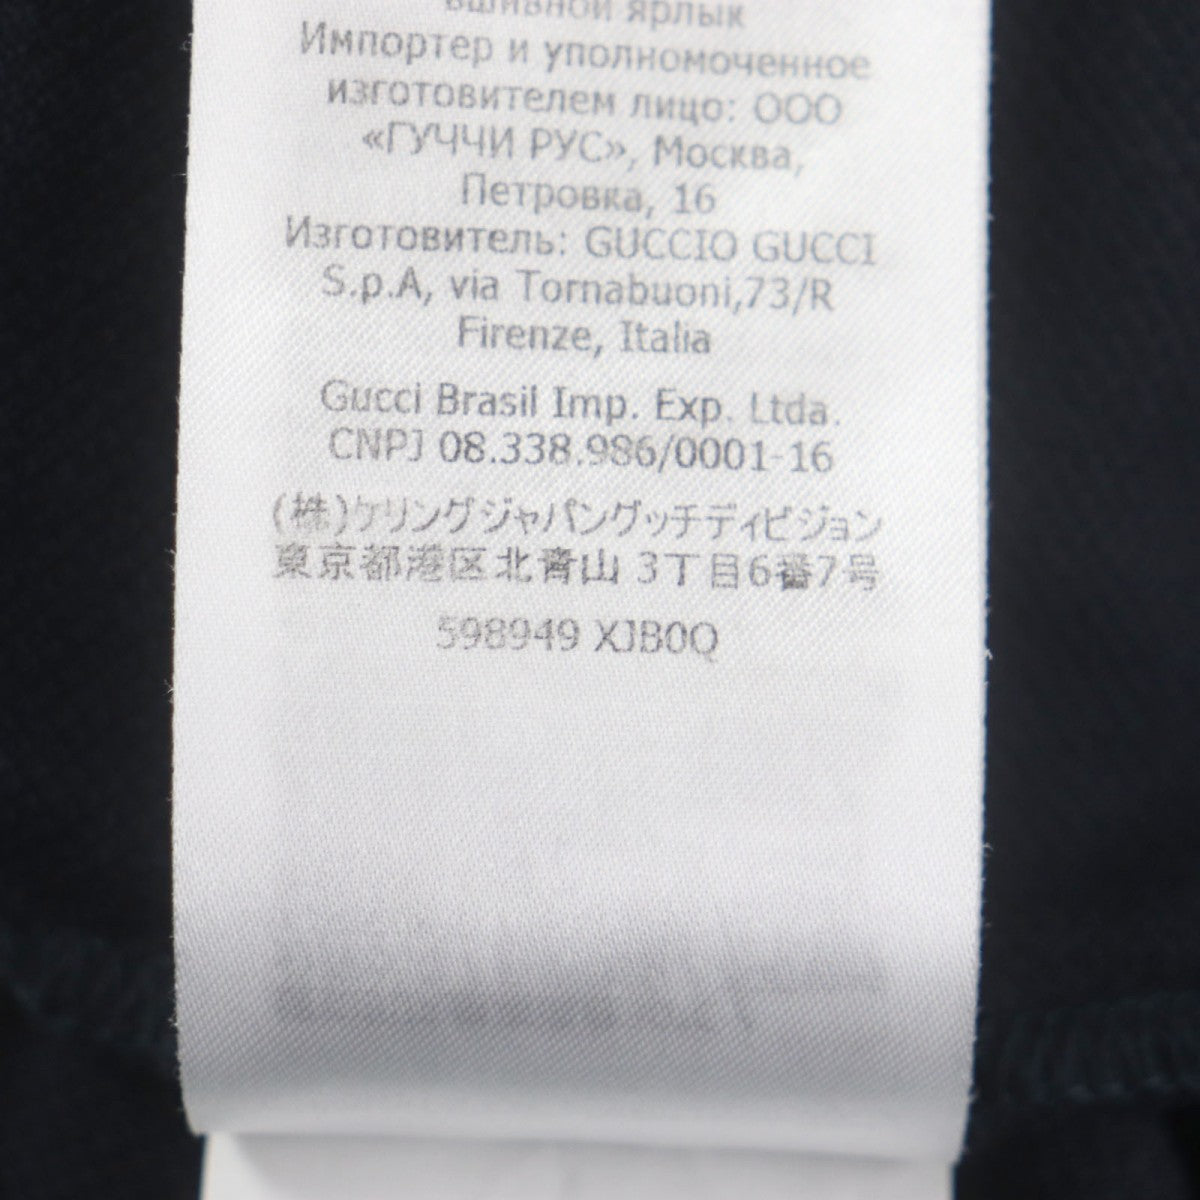 вшивной ярлык
Импортер и уполномоченное
изготовителем лицо: ООО
«ГУЧЧИ РУС», Москва,
Петровка, 16
Изготовитель: GUCCIO GUCCI
S.p.A, via Tornabuoni,73/R
Firenze, Italia
Gucci Brasil Imp. Exp. Ltda.
CNPJ 08.338.986/0001-16
(株)ケリングジャパングッチディビジョン
東京都港区北青山 3丁目6番7号
598949 XJB0Q